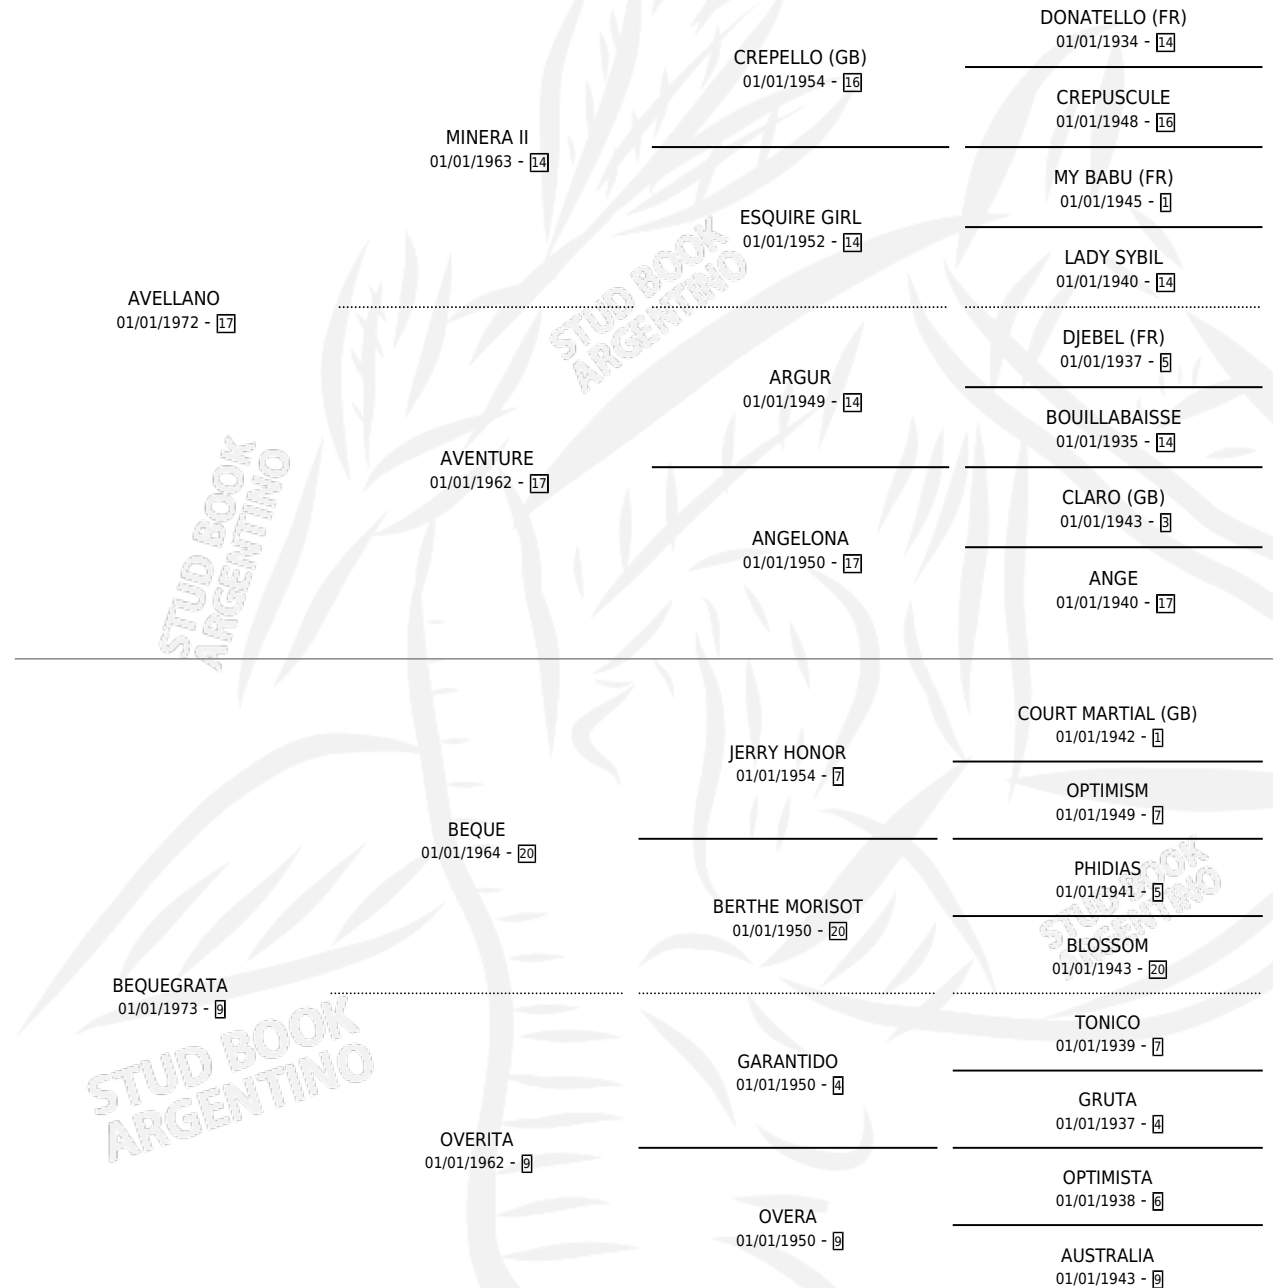 DONATELLO (FR)
01/01/1934 - 14
CREPELLO (GB)
01/01/1954 - 16
CREPUSCULE
01/01/1948 - 16
MINERA II
01/01/1963 - 14
MY BABU (FR)
01/01/1945 - 1
ESQUIRE GIRL
01/01/1952 - 14
LADY SYBIL
01/01/1940 - 14
AVELLANO
01/01/1972 - 17
DJEBEL (FR)
01/01/1937 - 5
ARGUR
01/01/1949 - 14
BOUILLABAISSE
01/01/1935 - 14
AVENTURE
01/01/1962 - 17
CLARO (GB)
01/01/1943 - 3
ANGELONA
01/01/1950 - 17
ANGE
01/01/1940 - 17
COURT MARTIAL (GB)
01/01/1942 - 1
JERRY HONOR
01/01/1954 - 7
OPTIMISM
01/01/1949 - 7
BEQUE
01/01/1964 - 20
PHIDIAS
01/01/1941 - 5
BERTHE MORISOT
01/01/1950 - 20
BLOSSOM
01/01/1943 - 20
BEQUEGRATA
01/01/1973 - 9
TONICO
01/01/1939 - 7
GARANTIDO
01/01/1950 - 4
GRUTA
01/01/1937 - 4
OVERITA
01/01/1962 - 9
OPTIMISTA
01/01/1938 - 6
OVERA
01/01/1950 - 9
AUSTRALIA
01/01/1943 - 9
STUD BOOK
ARGENTINO
STUD BOOK
ARGENTINO
STUD BOOK
ARGENTINO
STUD BOOK
ARGENTINO